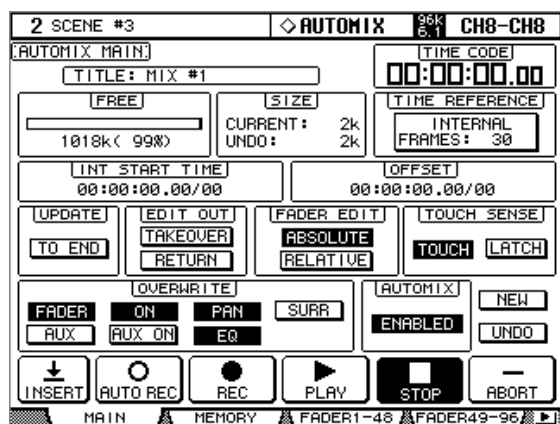 2 SCENE #3 ◇AUTOMIX 96k 6.1 CH8-CH8
AUTOMIX MAIN
TITLE: MIX #1
TIME CODE
00:00:00.00
FREE
1018k( 99%)
SIZE
CURRENT: 2k
UNDO: 2k
TIME REFERENCE
INTERNAL
FRAMES: 30
INT START TIME
00:00:00.00/00
OFFSET
00:00:00.00/00
UPDATE
TO END
EDIT OUT
TAKEOVER
RETURN
FADER EDIT
ABSOLUTE
RELATIVE
TOUCH SENSE
TOUCH LATCH
OVERWRITE
FADER ON PAN SURR
AUX AUX ON EQ
AUTOMIX
ENABLED
NEW
UNDO
INSERT AUTO REC REC PLAY STOP ABORT
MAIN MEMORY FADER1-48 FADER49-96